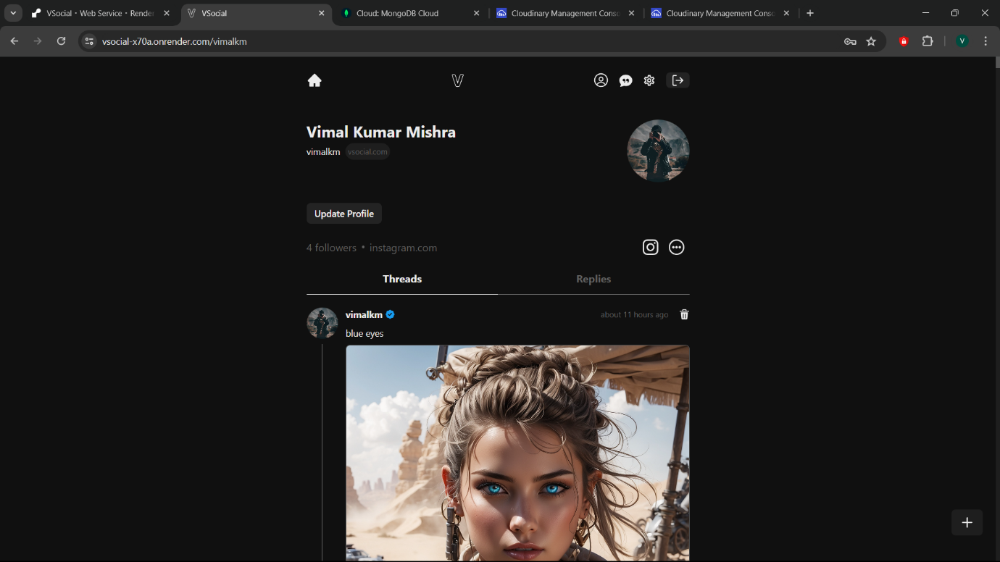 VSocial · Web Service · Render
VSocial
Cloud: MongoDB Cloud
Cloudinary Management Conso
Cloudinary Management Conso
vsocial-x70a.onrender.com/vimalkm
V
V
Vimal Kumar Mishra
vimalkm vsocial.com
Update Profile
4 followers • instagram.com
Threads Replies
vimalkm about 11 hours ago
blue eyes